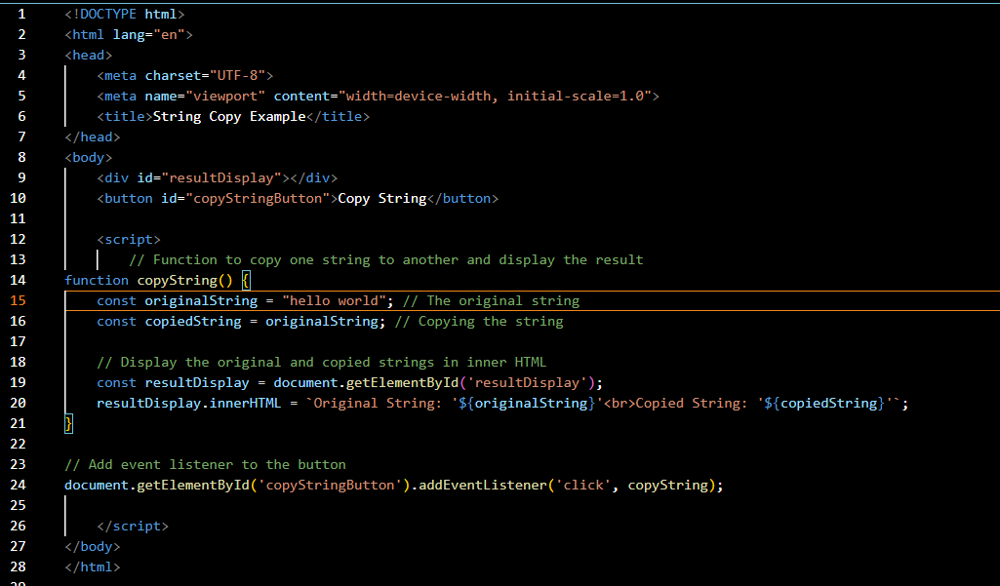 1 <!DOCTYPE html>
2 <html lang="en">
3 <head>
4     <meta charset="UTF-8">
5     <meta name="viewport" content="width=device-width, initial-scale=1.0">
6     <title>String Copy Example</title>
7 </head>
8 <body>
9     <div id="resultDisplay"></div>
10     <button id="copyStringButton">Copy String</button>
11
12     <script>
13         // Function to copy one string to another and display the result
14 function copyString() {
15     const originalString = "hello world"; // The original string
16     const copiedString = originalString; // Copying the string
17
18     // Display the original and copied strings in inner HTML
19     const resultDisplay = document.getElementById('resultDisplay');
20     resultDisplay.innerHTML = `Original String: '${originalString}'<br>Copied String: '${copiedString}'`;
21 }
22
23 // Add event listener to the button
24 document.getElementById('copyStringButton').addEventListener('click', copyString);
25
26     </script>
27 </body>
28 </html>
29